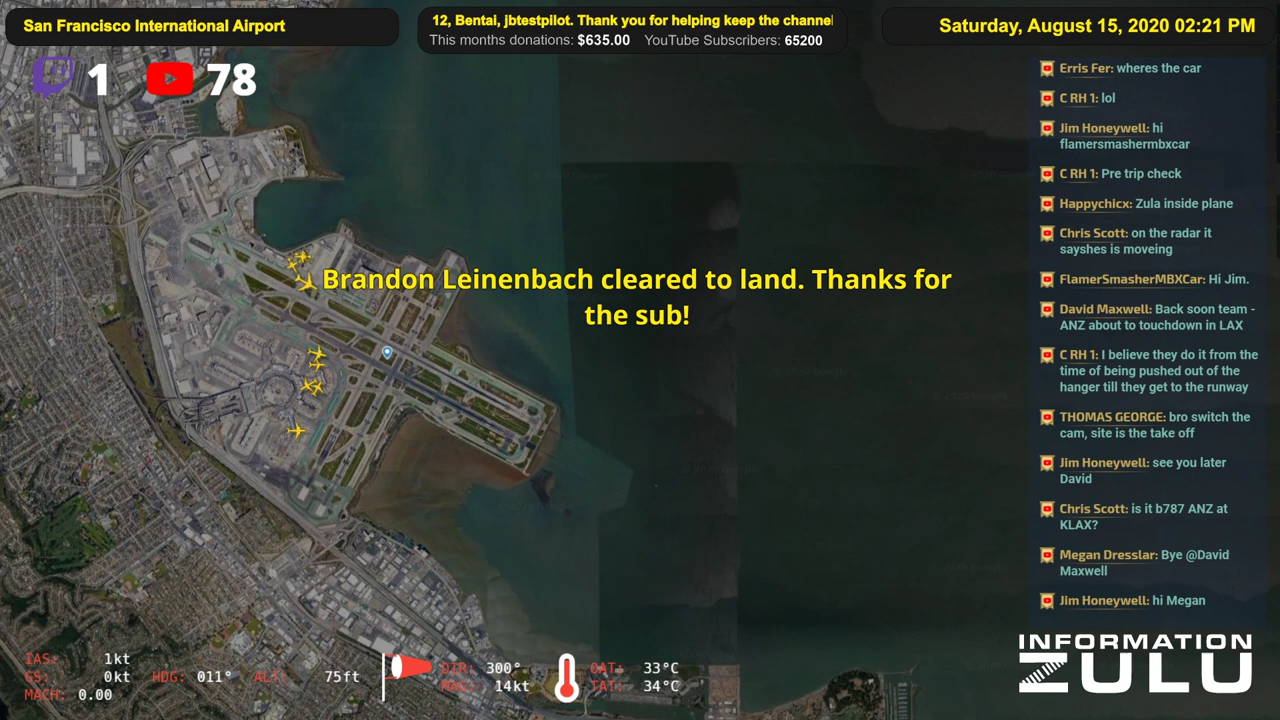 San Francisco International Airport
12, Bentai, jbtestpilot. Thank you for helping keep the channel
This months donations: $635.00 YouTube Subscribers: 65200
Saturday, August 15, 2020 02:21 PM
1 78
Erris Fer: wheres the car
C RH 1: lol
Jim Honeywell: hi
flamersmashermbxcar
C RH 1: Pre trip check
Happychicx: Zula inside plane
Chris Scott: on the radar it
sayshes is moveing
Brandon Leinenbach cleared to land. Thanks for
the sub!
FlamerSmasherMBXCar: Hi Jim.
David Maxwell: Back soon team -
ANZ about to touchdown in LAX
C RH 1: I believe they do it from the
time of being pushed out of the
hanger till they get to the runway
THOMAS GEORGE: bro switch the
cam, site is the take off
Jim Honeywell: see you later
David
Chris Scott: is it b787 ANZ at
KLAX?
Megan Dresslar: Bye @David
Maxwell
Jim Honeywell: hi Megan
IAS: 1kt
GS: 0kt HDG: 011° ALT: 75ft
MACH: 0.00
DIR: 300°
MAG: 14kt
OAT: 33°C
TAT: 34°C
INFORMATION
ZULU